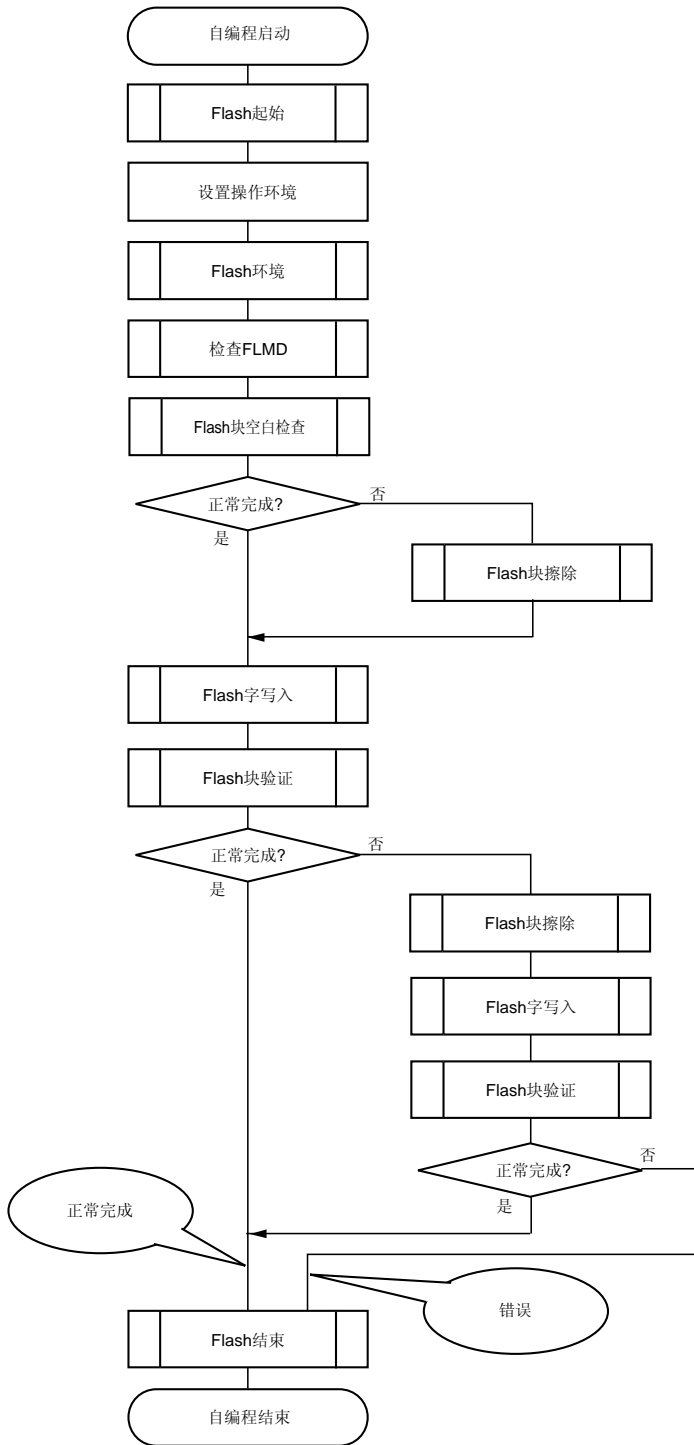 自编程启动
Flash起始
设置操作环境
Flash环境
检查FLMD
Flash块空白检查
正常完成?
否
是
Flash块擦除
Flash字写入
Flash块验证
正常完成?
否
是
Flash块擦除
Flash字写入
Flash块验证
正常完成?
否
是
正常完成
错误
Flash结束
自编程结束